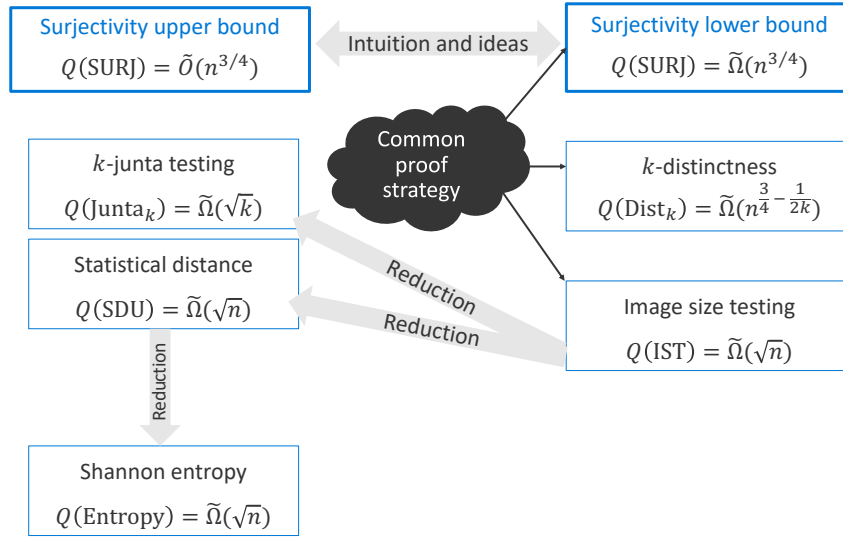 Surjectivity upper bound
Q(SURJ) = Õ(n^{3/4})
Intuition and ideas
Surjectivity lower bound
Q(SURJ) = Ω̃(n^{3/4})
Common
proof
strategy
k-junta testing
Q(Junta_k) = Ω̃(√k)
k-distinctness
Q(Dist_k) = Ω̃(n^{3/4 − 1/2k})
Statistical distance
Q(SDU) = Ω̃(√n)
Reduction
Reduction
Image size testing
Q(IST) = Ω̃(√n)
Reduction
Shannon entropy
Q(Entropy) = Ω̃(√n)